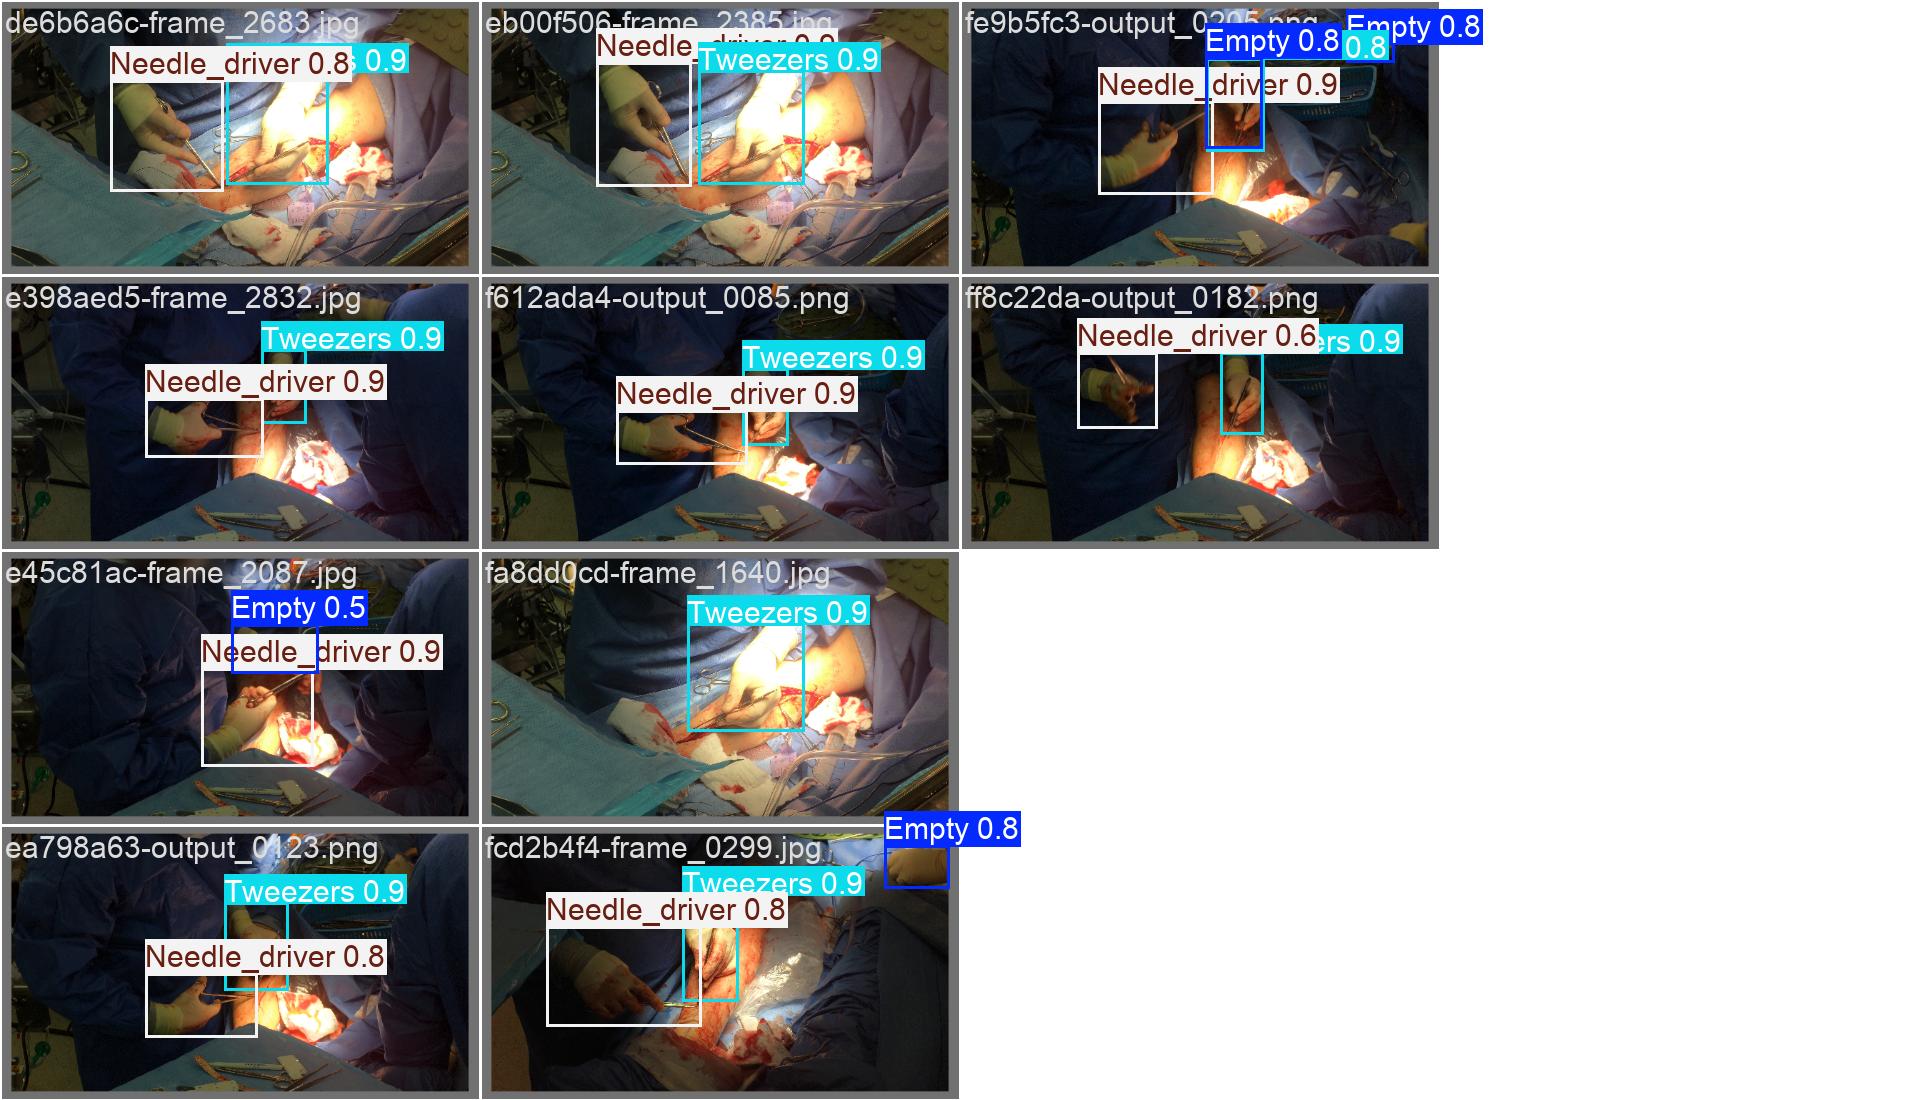 de6b6a6c-frame_2683.jpg
Needle_driver 0.8
0.9
eb00f506-frame_2385.jpg
Needle_driver 0.9
Tweezers 0.9
fe9b5fc3-output_0205.png
Empty 0.8
Empty 0.8
0.8
Needle_driver 0.9
e398aed5-frame_2832.jpg
Tweezers 0.9
Needle_driver 0.9
f612ada4-output_0085.png
Tweezers 0.9
Needle_driver 0.9
ff8c22da-output_0182.png
Needle_driver 0.6
ers 0.9
e45c81ac-frame_2087.jpg
Empty 0.5
Needle_driver 0.9
fa8dd0cd-frame_1640.jpg
Tweezers 0.9
ea798a63-output_0123.png
Tweezers 0.9
Needle_driver 0.8
fcd2b4f4-frame_0299.jpg
Empty 0.8
Tweezers 0.9
Needle_driver 0.8